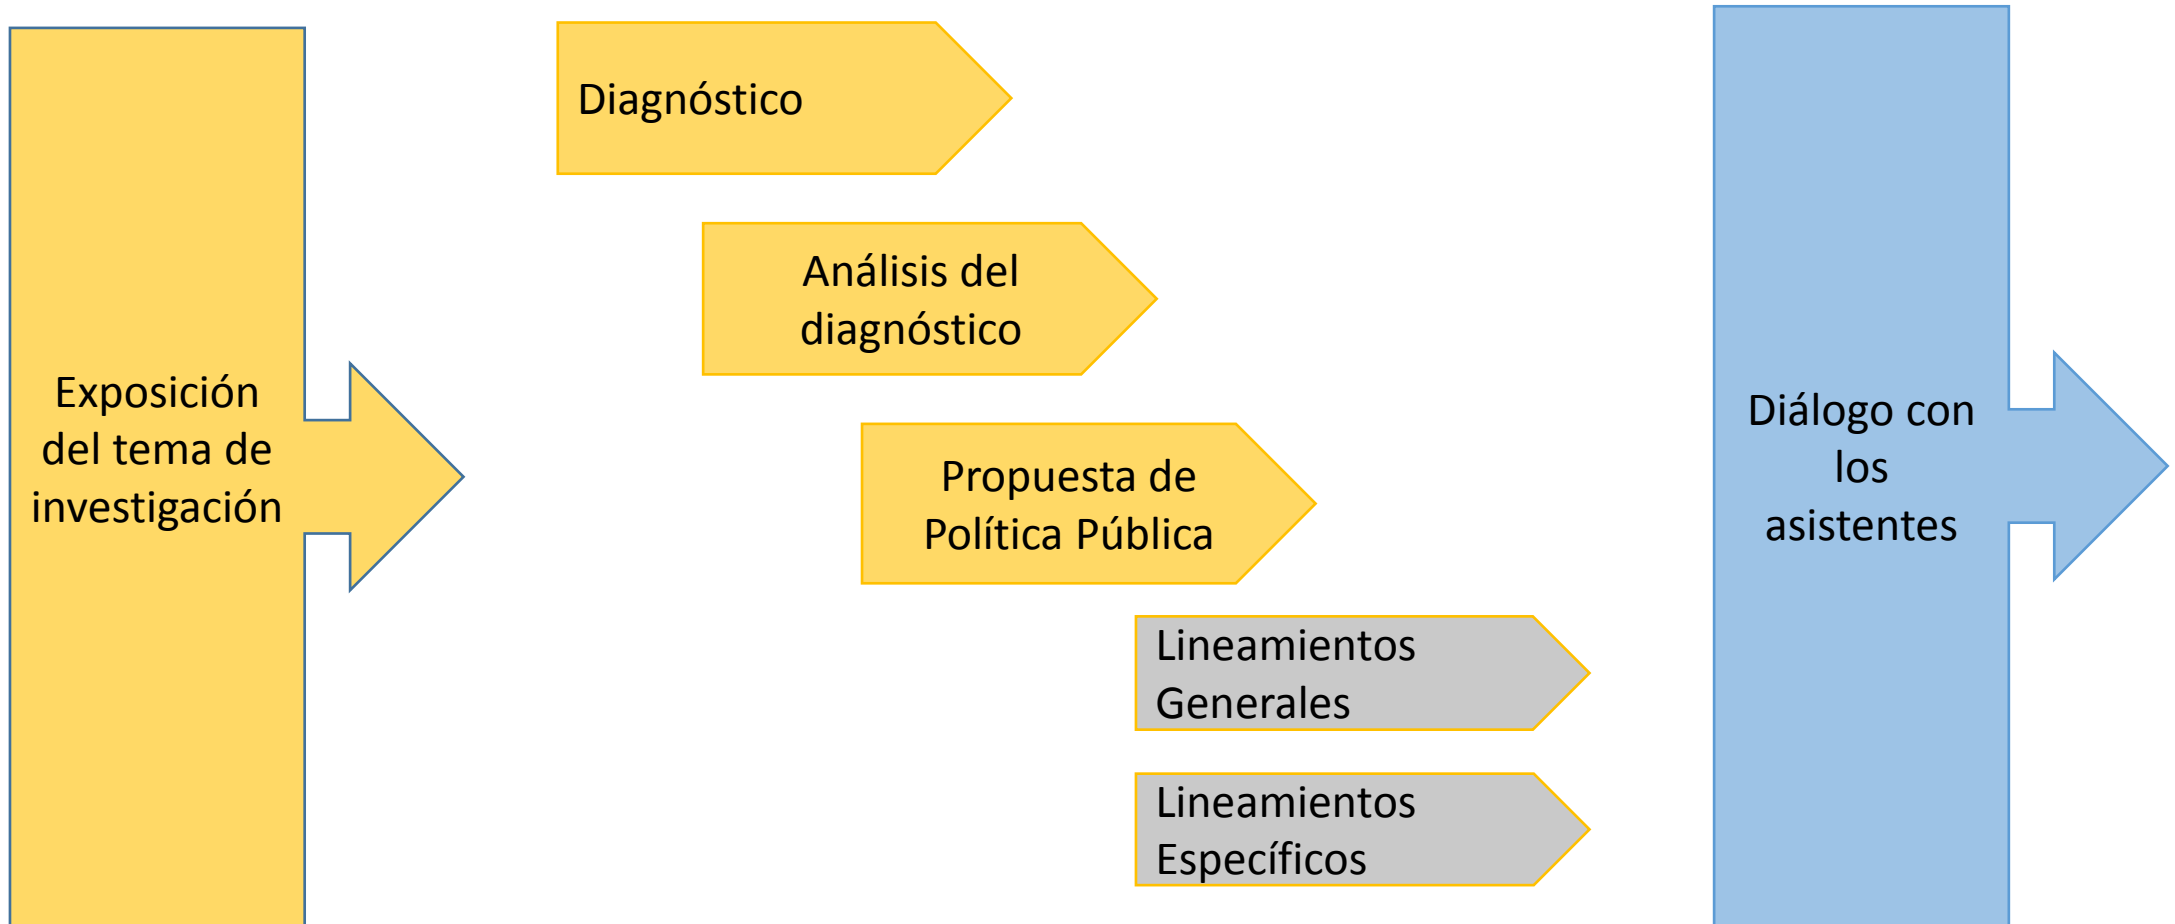 Exposición
del tema de
investigación
Diagnóstico
Análisis del
diagnóstico
Propuesta de
Política Pública
Lineamientos
Generales
Lineamientos
Específicos
Diálogo con
los
asistentes